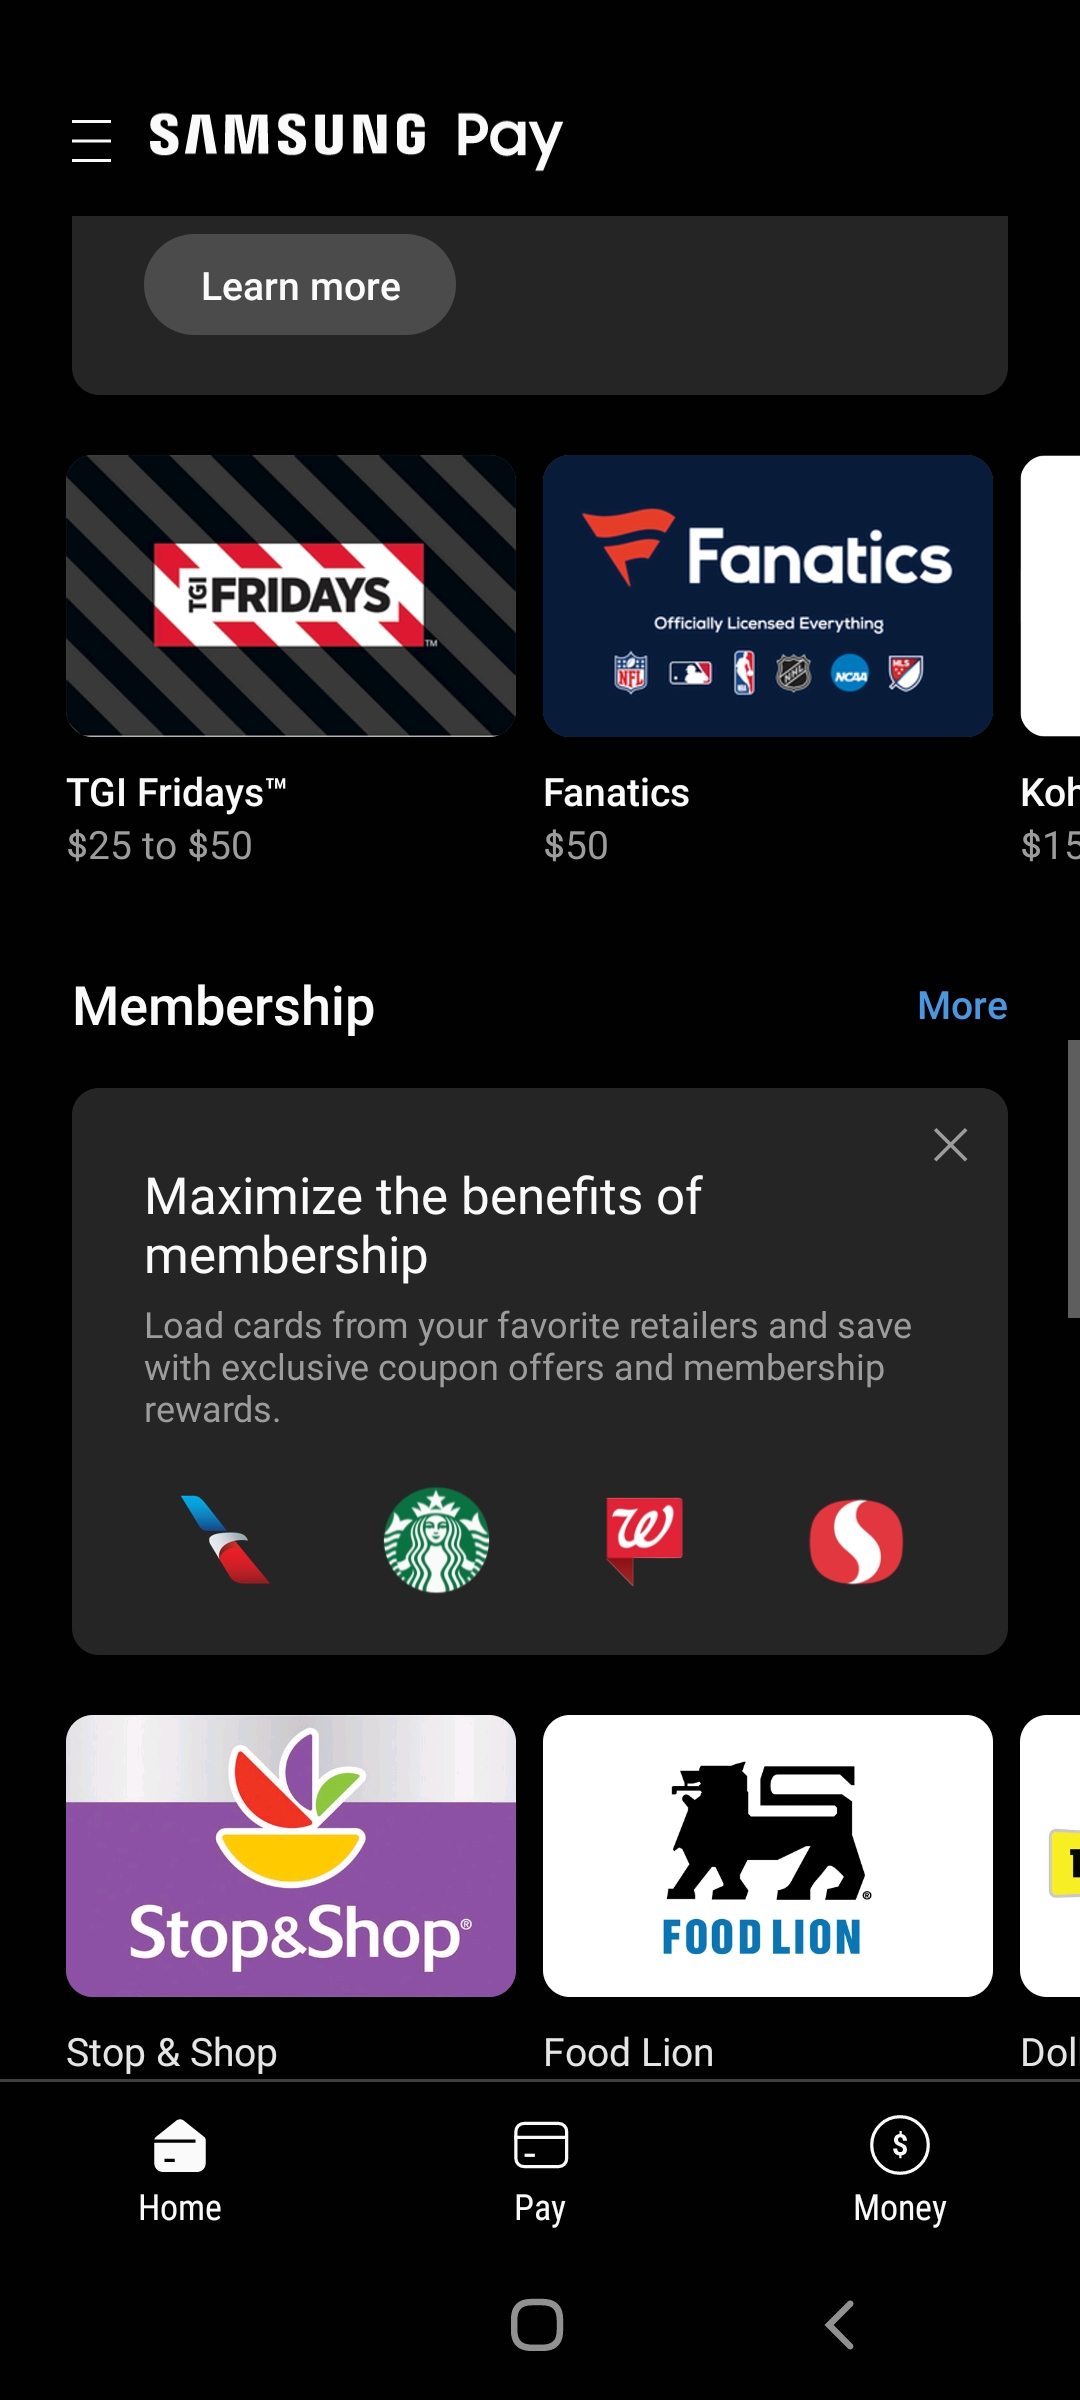 SAMSUNG Pay
Learn more
TGI FRIDAYS™
Fanatics
Officially Licensed Everything
NFL NBA NHL NCAA MLS
TGI Fridays™
$25 to $50
Fanatics
$50
Koh
$15
Membership
More
Maximize the benefits of
membership
Load cards from your favorite retailers and save
with exclusive coupon offers and membership
rewards.
W
Stop&Shop®
FOOD LION®
Stop & Shop
Food Lion
Dol
Home
Pay
$
Money